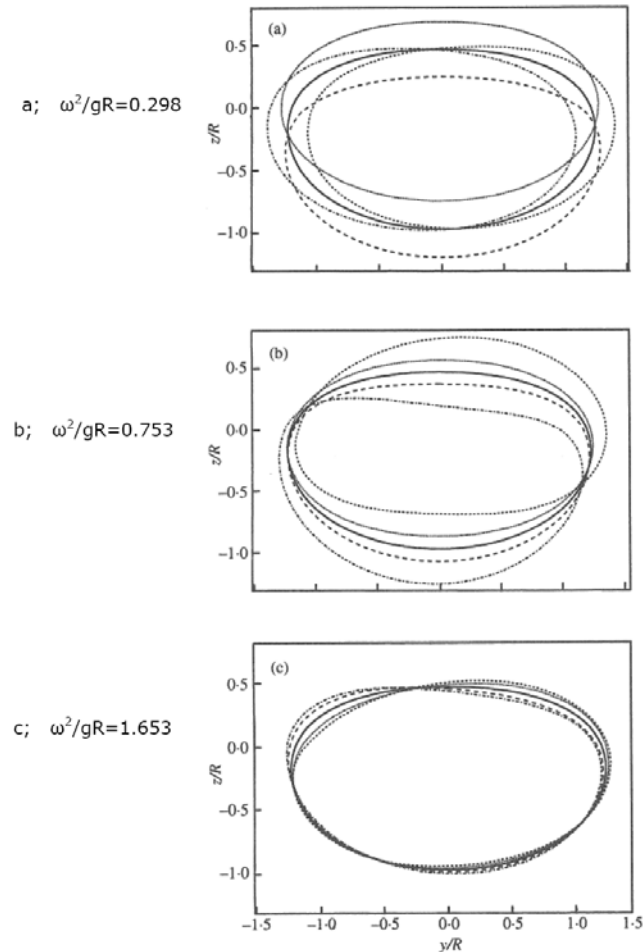 (a)
0·5
0·0
-0·5
-1·0
z/R
a; ω²/gR=0.298
(b)
0·5
0·0
-0·5
-1·0
z/R
b; ω²/gR=0.753
(c)
0·5
0·0
-0·5
-1·0
z/R
c; ω²/gR=1.653
-1·5 -1·0 -0·5 0·0 0·5 1·0 1·5
y/R